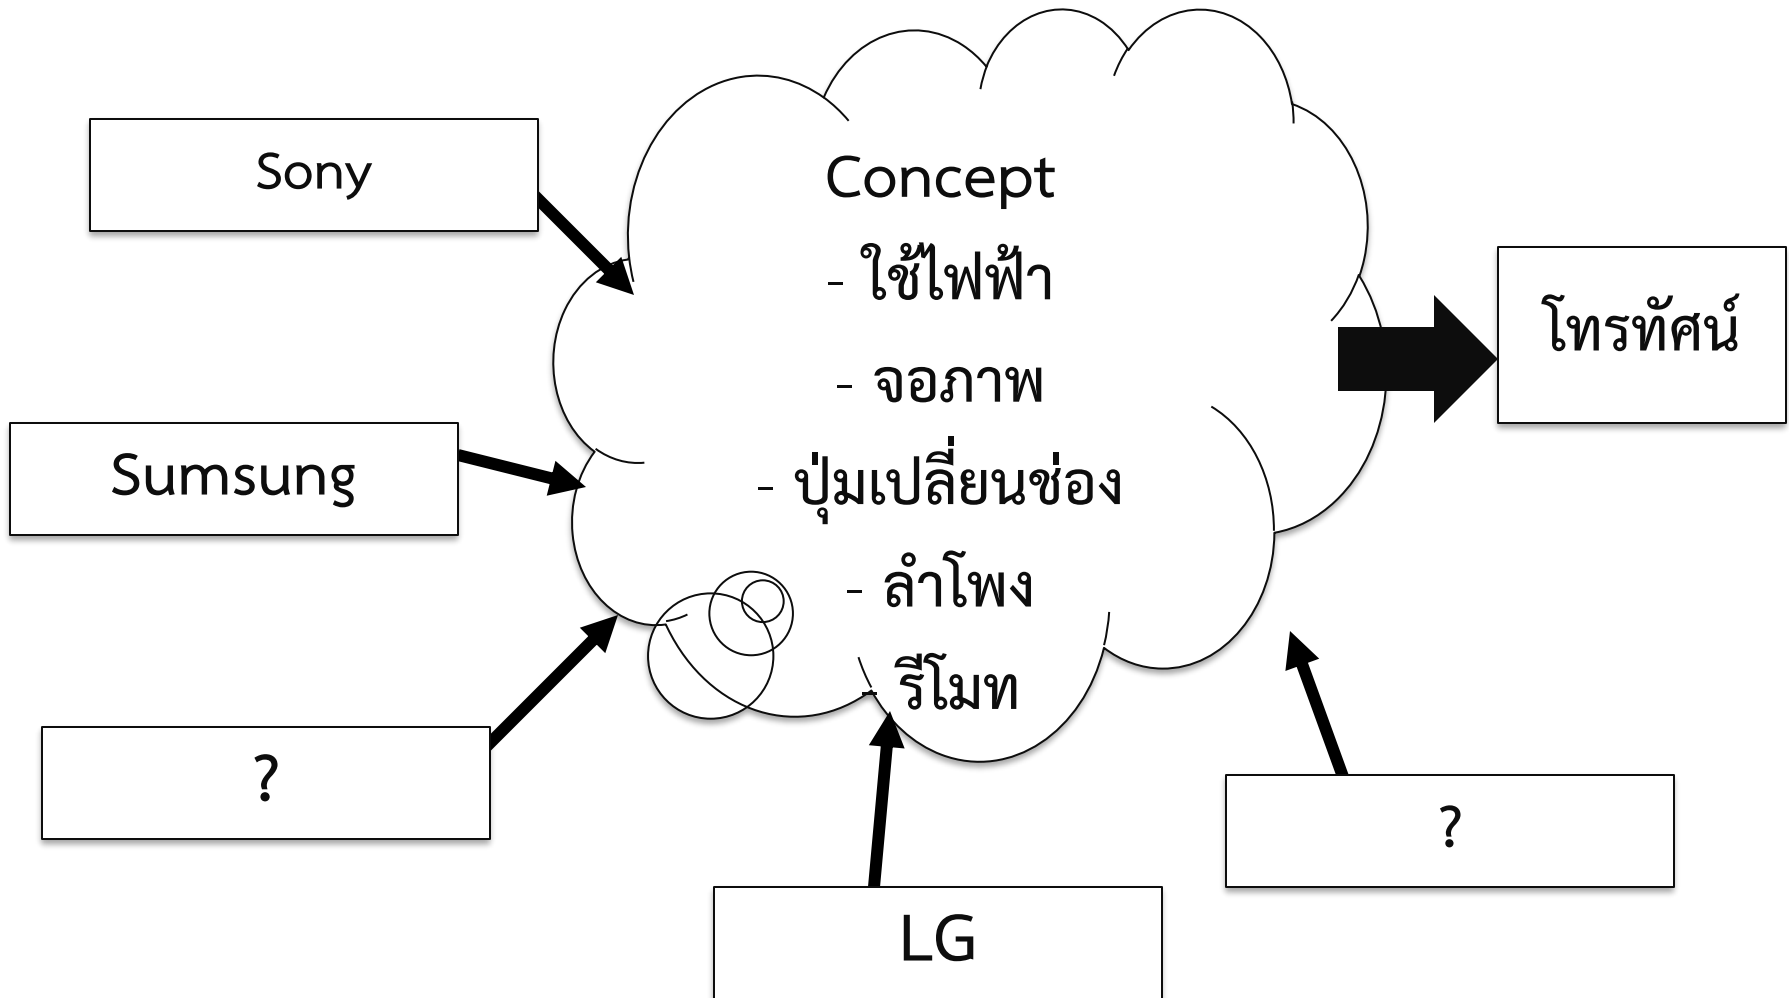 Sony
Concept
- ใช้ไฟฟ้า
- จอภาพ
- ปุ่มเปลี่ยนช่อง
- ลำโพง
- รีโมท
โทรทัศน์
Sumsung
?
LG
?